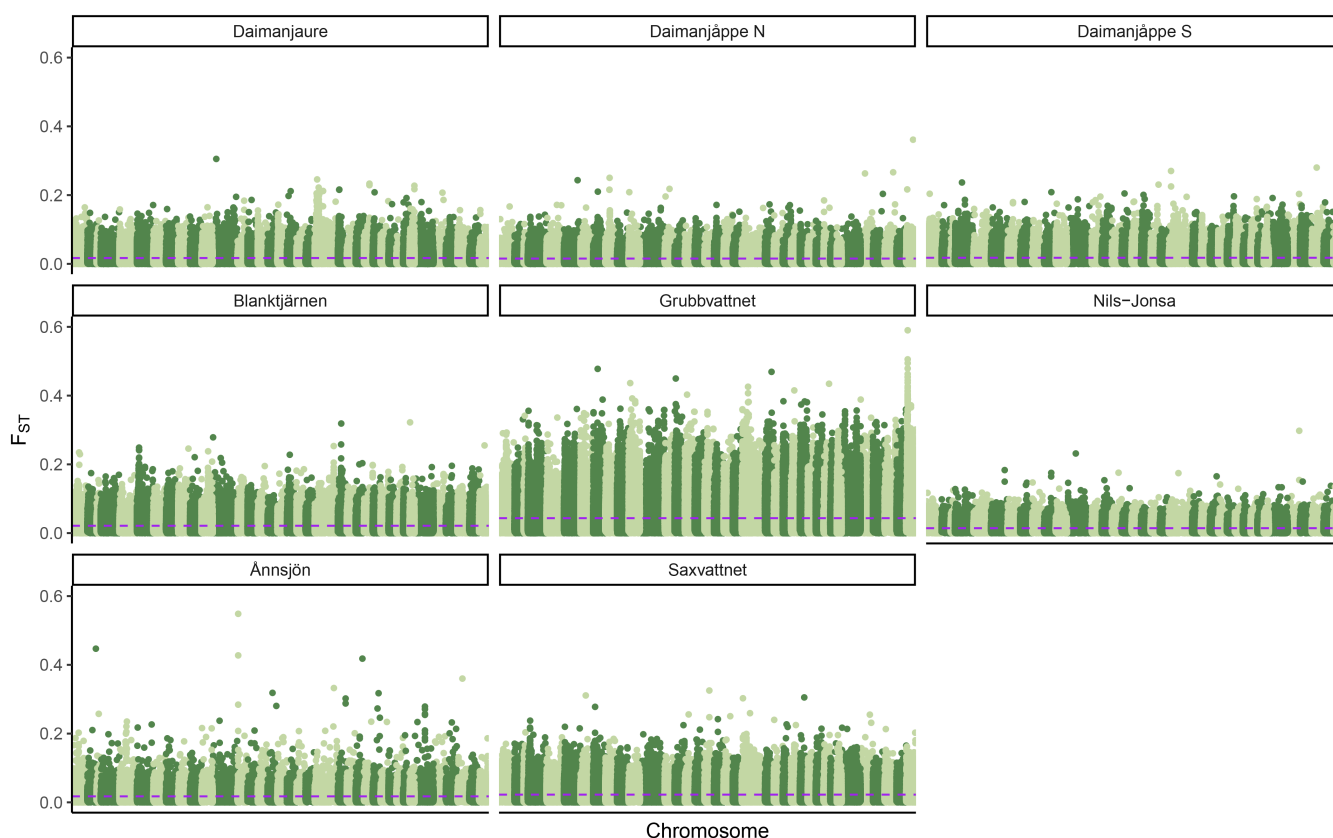 Daimanjaure
Daimanjåppe N
Daimanjåppe S
0.6
0.4
0.2
0.0
Blanktjärnen
Grubbvattnet
Nils−Jonsa
0.6
0.4
0.2
0.0
FST
Ånnsjön
Saxvattnet
0.6
0.4
0.2
0.0
Chromosome